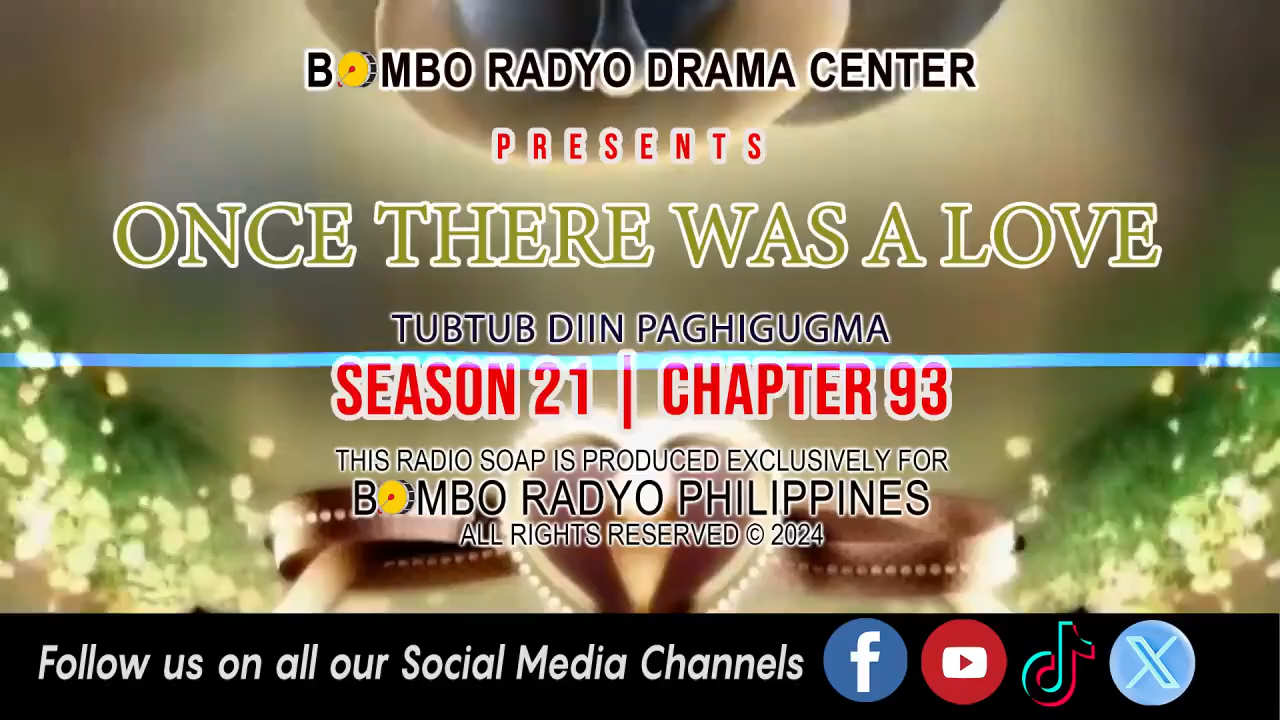 BOMBO RADYO DRAMA CENTER
PRESENTS
ONCE THERE WAS A LOVE
TUBTUB DIIN PAGHIGUGMA
SEASON 21 | CHAPTER 93
THIS RADIO SOAP IS PRODUCED EXCLUSIVELY FOR
BOMBO RADYO PHILIPPINES
ALL RIGHTS RESERVED © 2024
Follow us on all our Social Media Channels